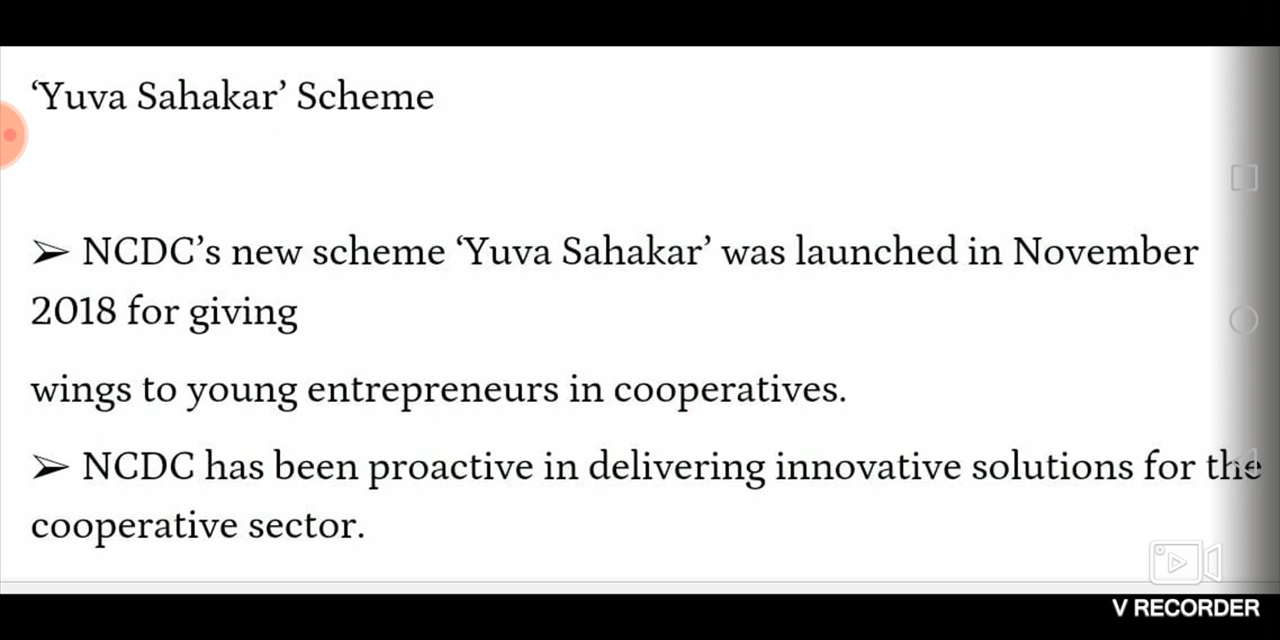 ‘Yuva Sahakar’ Scheme
➢ NCDC’s new scheme ‘Yuva Sahakar’ was launched in November
2018 for giving
wings to young entrepreneurs in cooperatives.
➢ NCDC has been proactive in delivering innovative solutions for the
cooperative sector.
V RECORDER